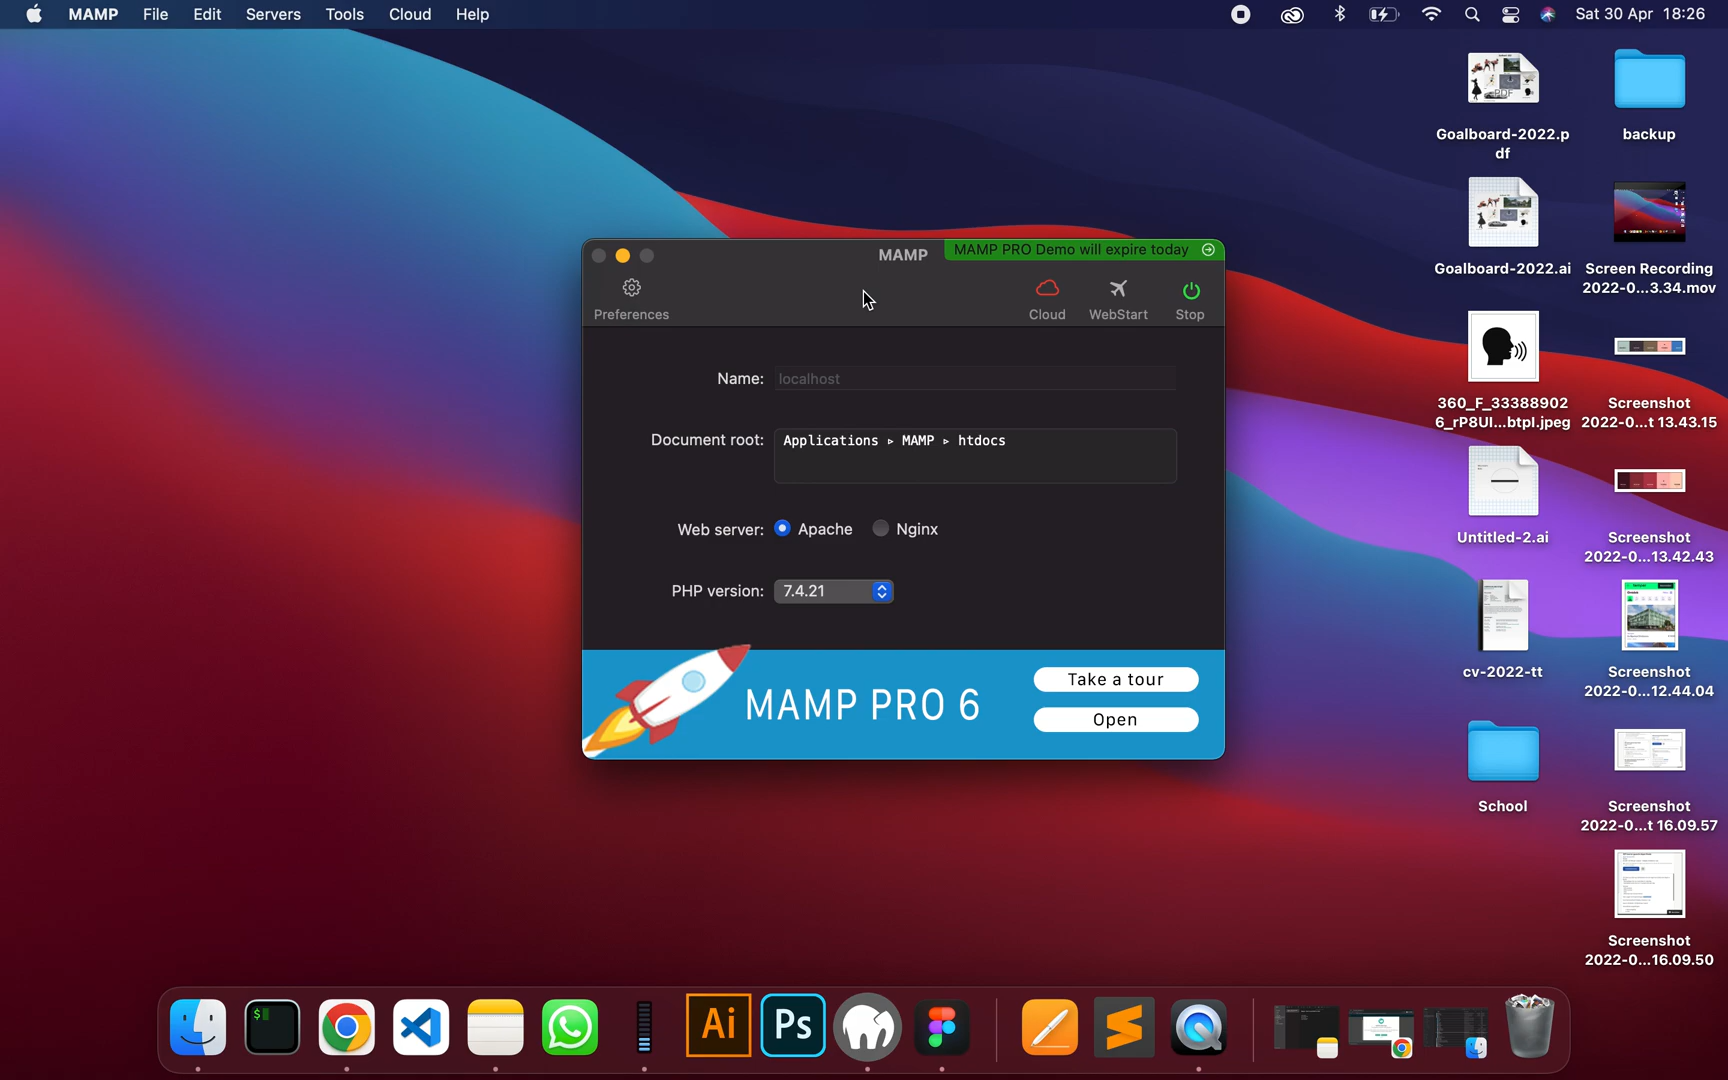 MAMP File Edit Servers Tools Cloud Help Sat 30 Apr 18:26
MAMP
MAMP PRO Demo will expire today
Preferences
Cloud
WebStart
Stop
Name: localhost
Document root: Applications ▸ MAMP ▸ htdocs
Web server: Apache Nginx
PHP version: 7.4.21
MAMP PRO 6
Take a tour
Open
Goalboard-2022.p
df
backup
Goalboard-2022.ai
Screen Recording
2022-0...3.34.mov
360_F_33388902
6_rP8UI...btpl.jpeg
Screenshot
2022-0...t 13.43.15
Untitled-2.ai
Screenshot
2022-0...13.42.43
cv-2022-tt
Screenshot
2022-0...12.44.04
School
Screenshot
2022-0...t 16.09.57
Screenshot
2022-0...16.09.50
$
Ai
Ps